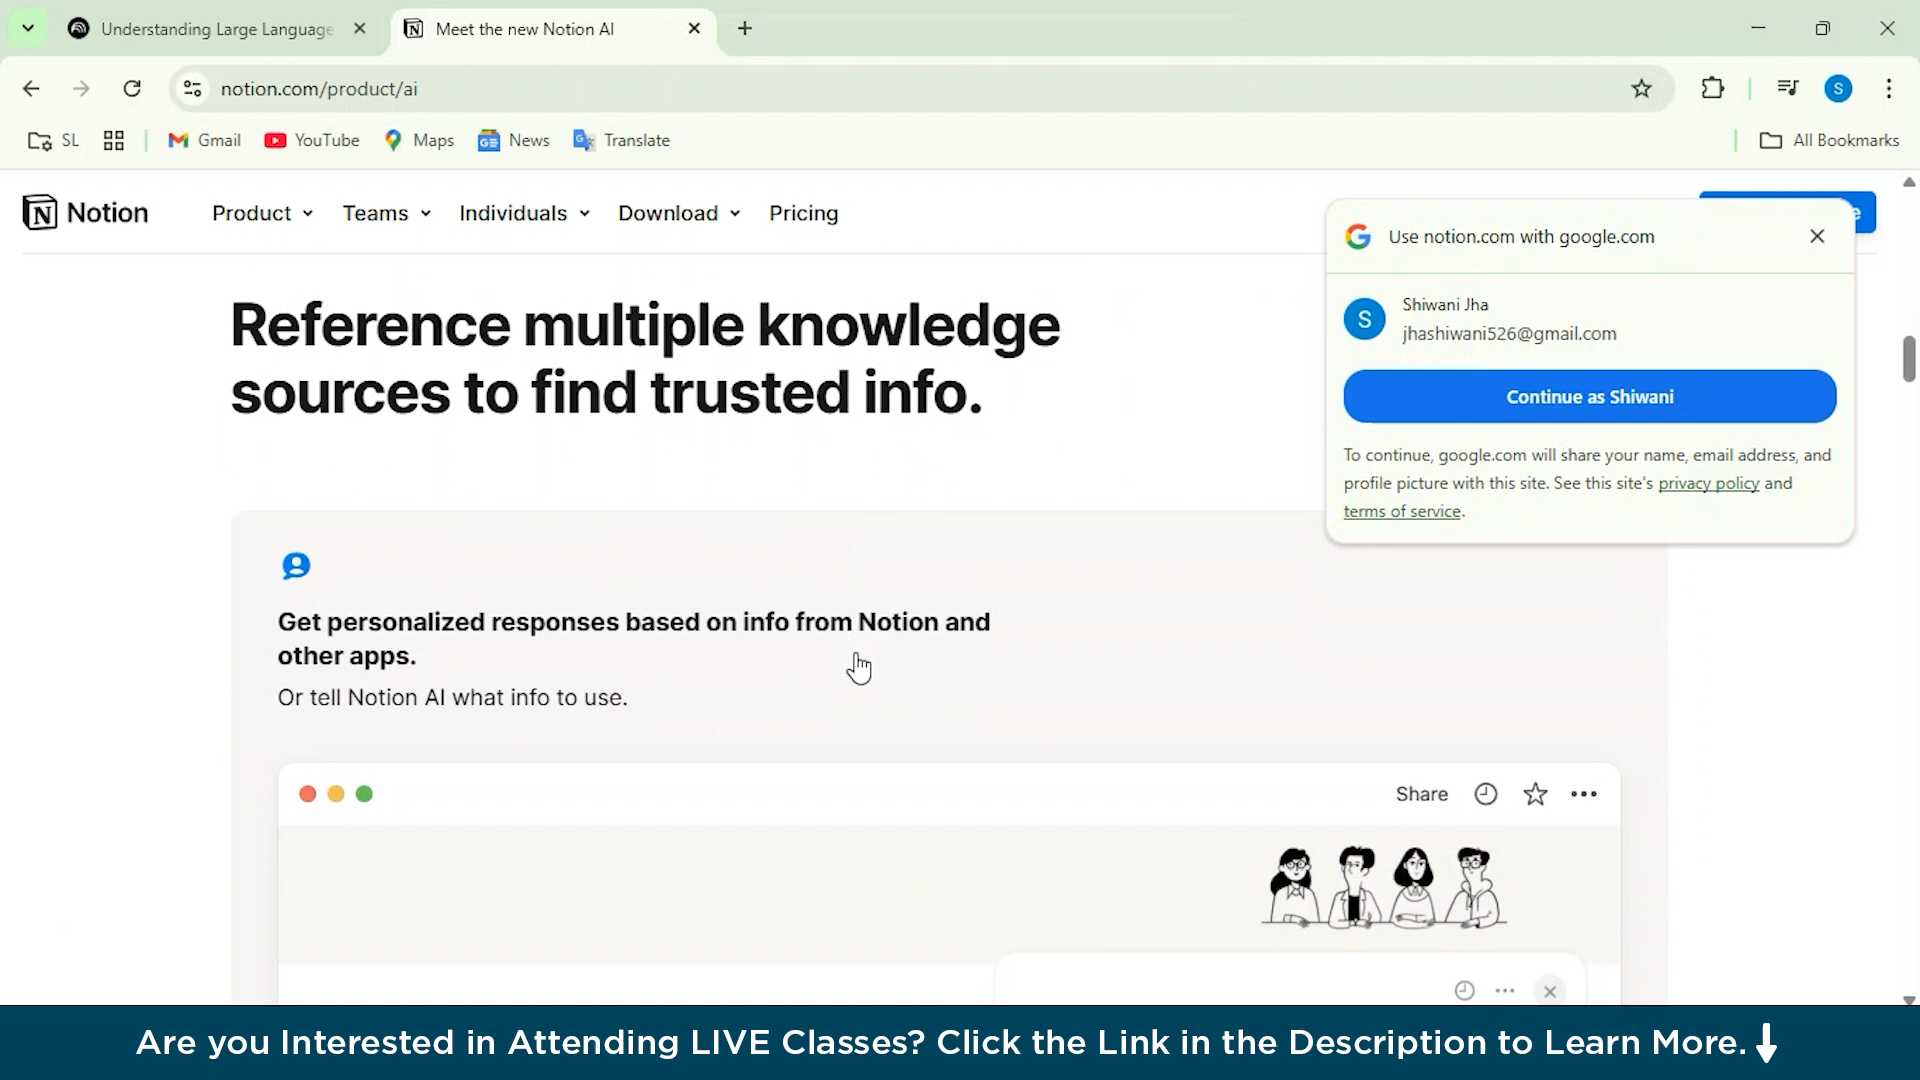 Understanding Large Language
Meet the new Notion AI
notion.com/product/ai
S
SL
Gmail
YouTube
Maps
News
Translate
All Bookmarks
Notion
Product
Teams
Individuals
Download
Pricing
Use notion.com with google.com
S
Shiwani Jha
jhashiwani526@gmail.com
Continue as Shiwani
To continue, google.com will share your name, email address, and
profile picture with this site. See this site's privacy policy and
terms of service.
Reference multiple knowledge
sources to find trusted info.
Get personalized responses based on info from Notion and
other apps.
Or tell Notion AI what info to use.
Share
Are you Interested in Attending LIVE Classes? Click the Link in the Description to Learn More.